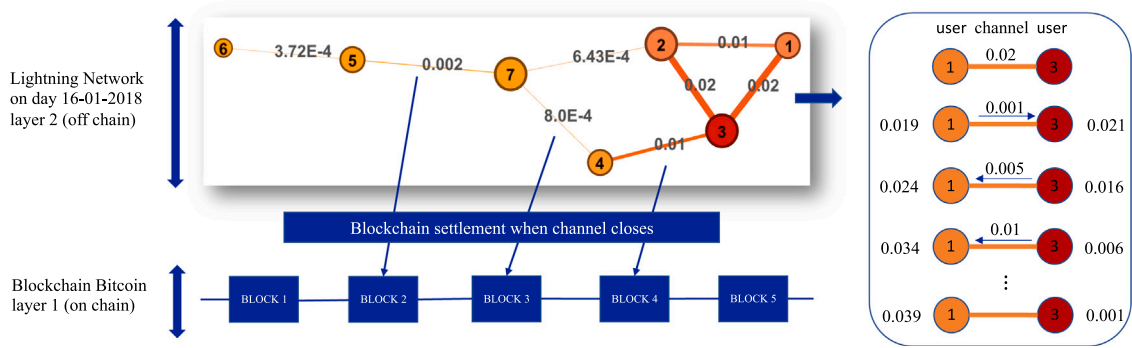 Lightning Network
on day 16-01-2018
layer 2 (off chain)
6
3.72E-4
5
0.002
7
6.43E-4
2
0.01
1
0.02
0.02
3
8.0E-4
0.01
4
Blockchain settlement when channel closes
Blockchain Bitcoin
layer 1 (on chain)
BLOCK 1
BLOCK 2
BLOCK 3
BLOCK 4
BLOCK 5
user channel user
1 0.02 3
0.001
0.019 1 3 0.021
0.005
0.024 1 3 0.016
0.01
0.034 1 3 0.006
⋮
0.039 1 3 0.001